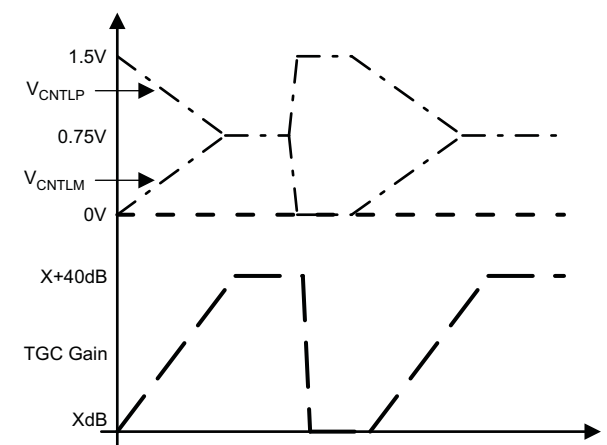 1.5V
VCNTLP
0.75V
VCNTLM
0V
X+40dB
TGC Gain
XdB